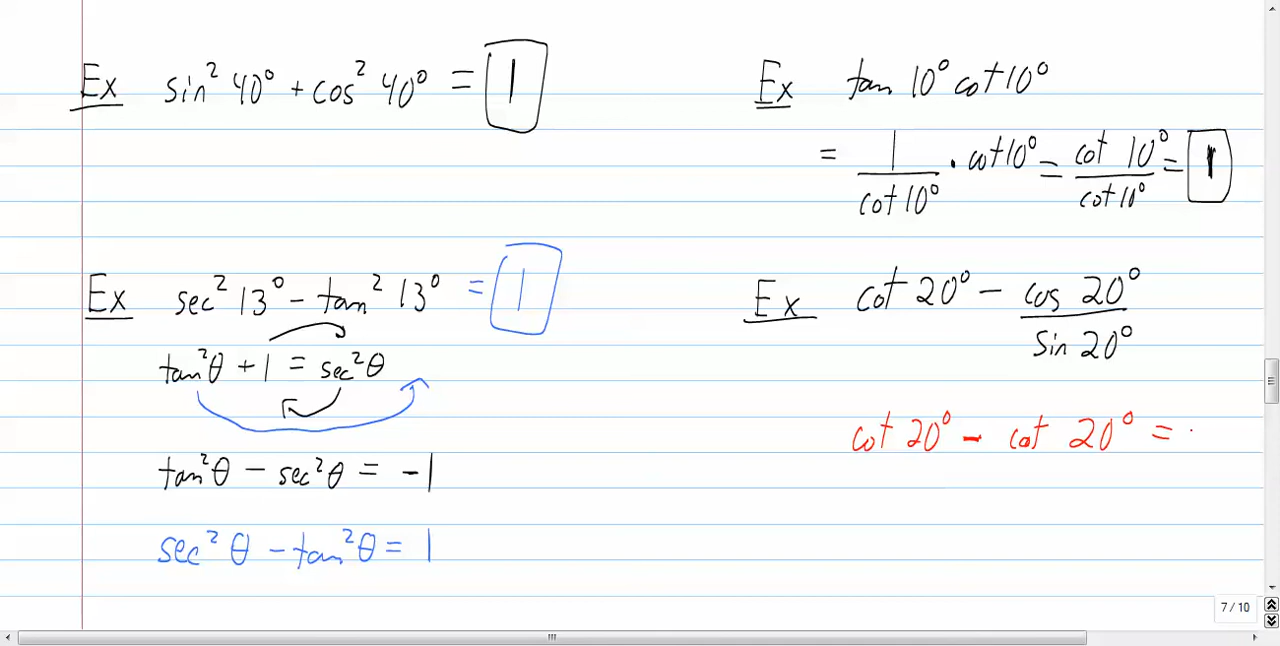 Ex sin² 40° + cos² 40° = 1
Ex sec² 13° − tan² 13° = 1
tan²θ + 1 = sec²θ
tan²θ − sec²θ = −1
sec²θ − tan²θ = 1
Ex tan 10° cot 10°
= 1/cot 10° · cot 10° = cot 10°/cot 10° = 1
Ex cot 20° − cos 20°/sin 20°
cot 20° − cot 20° =
7 / 10